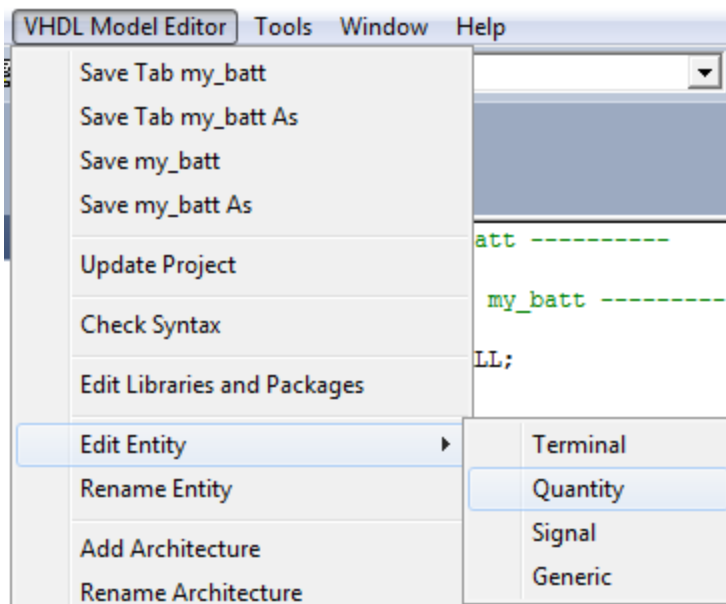 VHDL Model Editor Tools Window Help
Save Tab my_batt
Save Tab my_batt As
Save my_batt
Save my_batt As
att ----------
Update Project
my_batt ---------
Check Syntax
LL;
Edit Libraries and Packages
Edit Entity
Terminal
Rename Entity
Quantity
Signal
Add Architecture
Generic
Rename Architecture